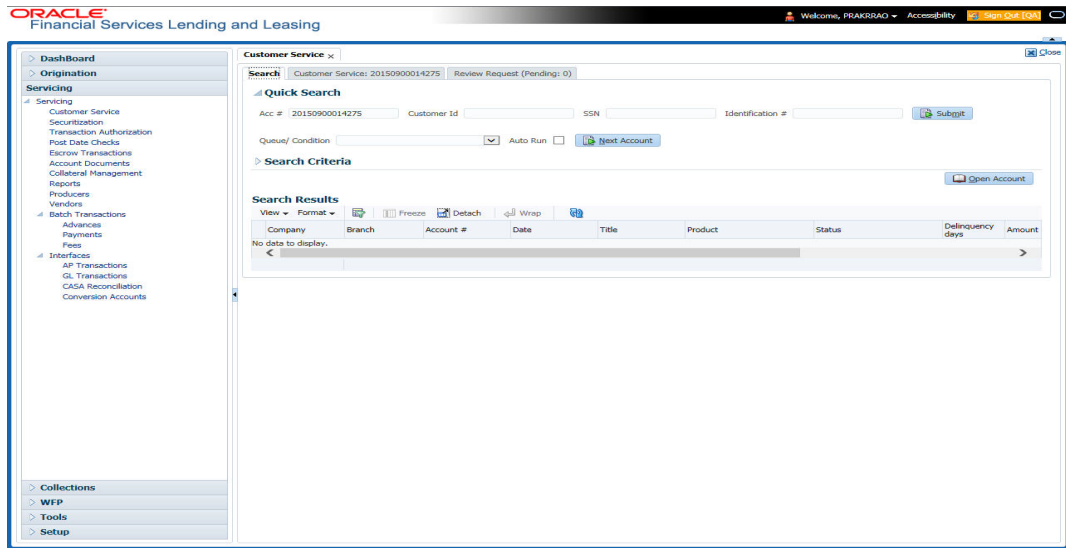 ORACLE
Financial Services Lending and Leasing
Welcome, PRAKRRAO Accessibility Sign Out [QA]
Close
DashBoard
Origination
Servicing
Servicing
Customer Service
Securitization
Transaction Authorization
Post Date Checks
Escrow Transactions
Account Documents
Collateral Management
Reports
Producers
Vendors
Batch Transactions
Advances
Payments
Fees
Interfaces
AP Transactions
GL Transactions
CASA Reconciliation
Conversion Accounts
Collections
WFP
Tools
Setup
Customer Service
Search Customer Service: 20150900014275 Review Request (Pending: 0)
Quick Search
Acc # 20150900014275 Customer Id SSN Identification # Submit
Queue/ Condition Auto Run Next Account
Search Criteria
Open Account
Search Results
View Format Freeze Detach Wrap
Company Branch Account # Date Title Product Status Delinquency days Amount
No data to display.